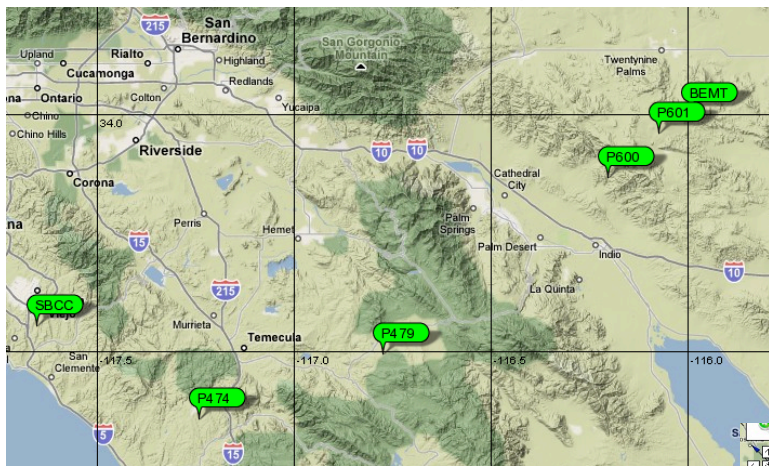 215
San
Bernardino
San Gorgonio
Mountain
Upland
Rialto
Highland
Twentynine
Palms
Cucamonga
Redlands
Ontario
Colton
Yucaipa
BEMT
Chino
34.0
P601
Chino Hills
Riverside
10
10
P600
Corona
Cathedral
City
Perris
Palm
Springs
15
Hemet
Palm Desert
Indio
10
215
La Quinta
SBCC
Viejo
Murrieta
Temecula
P479
-117.5
-117.0
-116.5
-116.0
San
Clemente
P474
5
15
S